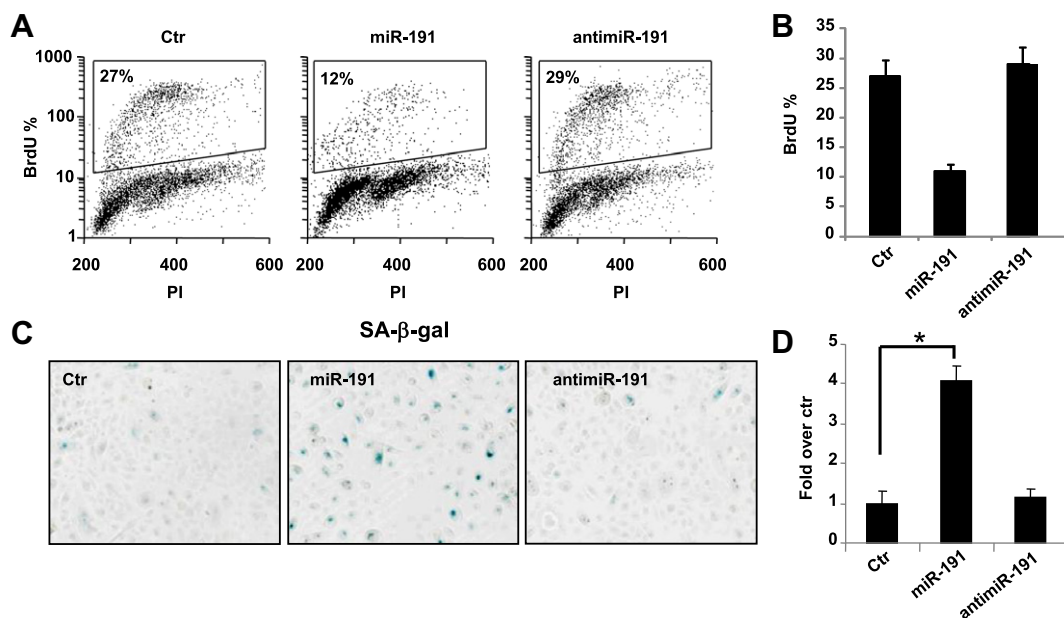 A
Ctr
miR-191
antimiR-191
27%
12%
29%
BrdU %
1000
100
10
1
200 400 600
200 400 600
200 400 600
PI
PI
PI
B
BrdU %
35
30
25
20
15
10
5
0
Ctr
miR-191
antimiR-191
C
SA-β-gal
Ctr
miR-191
antimiR-191
D
*
Fold over ctr
5
4
3
2
1
0
Ctr
miR-191
antimiR-191